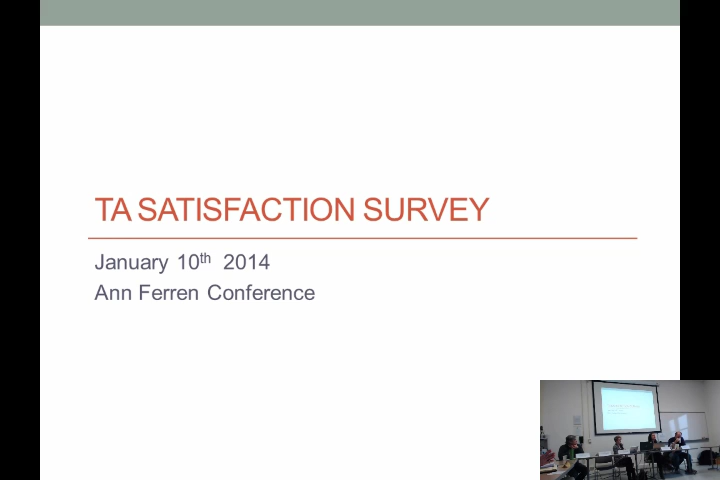 TA SATISFACTION SURVEY
January 10th 2014
Ann Ferren Conference